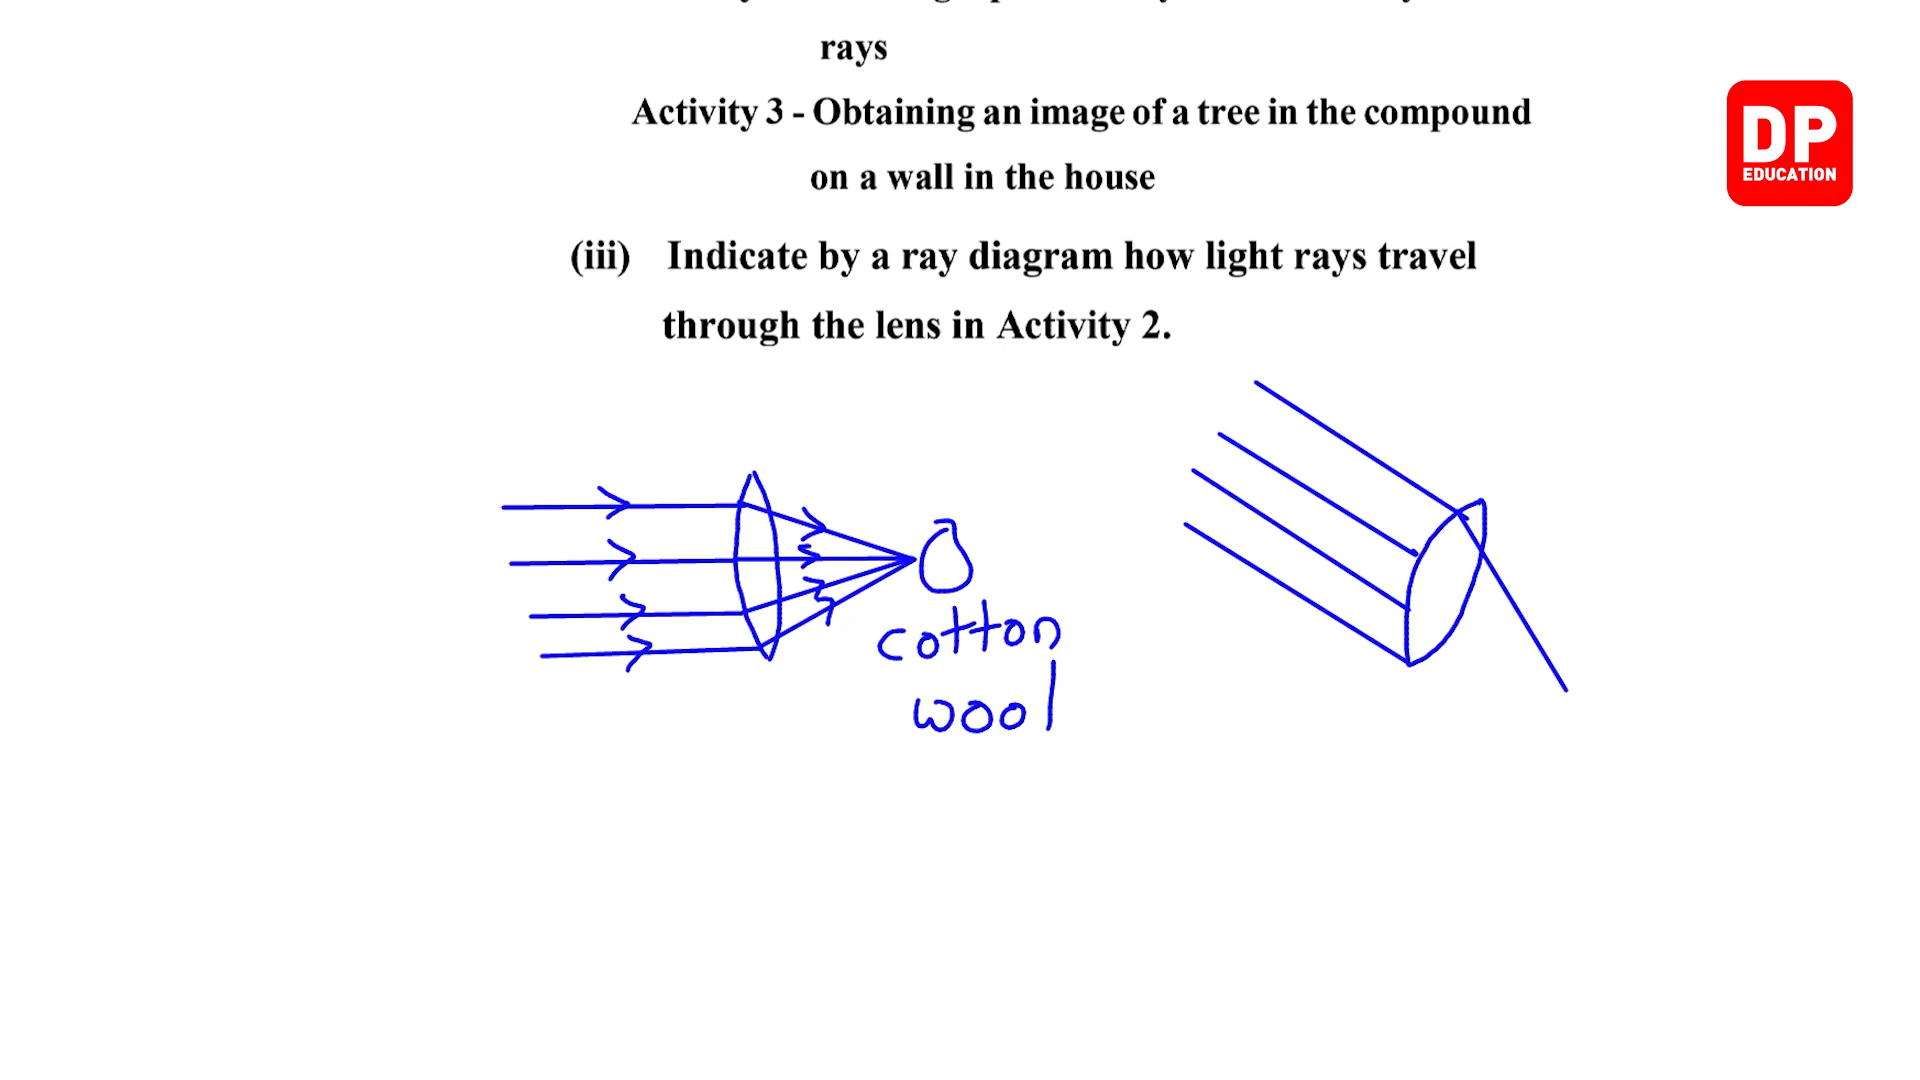 rays
Activity 3 - Obtaining an image of a tree in the compound
on a wall in the house
(iii) Indicate by a ray diagram how light rays travel
through the lens in Activity 2.
cotton
wool
DP
EDUCATION